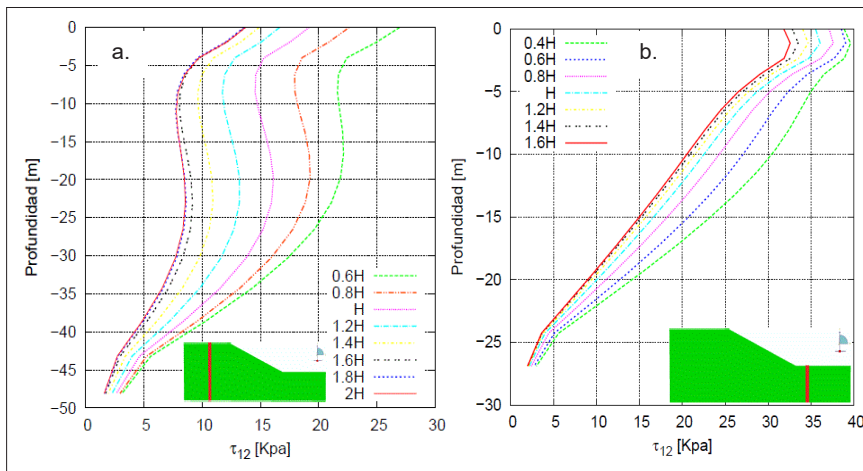 a.
Profundidad [m]
0
−5
−10
−15
−20
−25
−30
−35
−40
−45
−50
0.6H
0.8H
H
1.2H
1.4H
1.6H
1.8H
2H
0 5 10 15 20 25 30
τ12 [Kpa]
b.
Profundidad [m]
0
−5
−10
−15
−20
−25
−30
0.4H
0.6H
0.8H
H
1.2H
1.4H
1.6H
0 5 10 15 20 25 30 35 40
τ12 [Kpa]